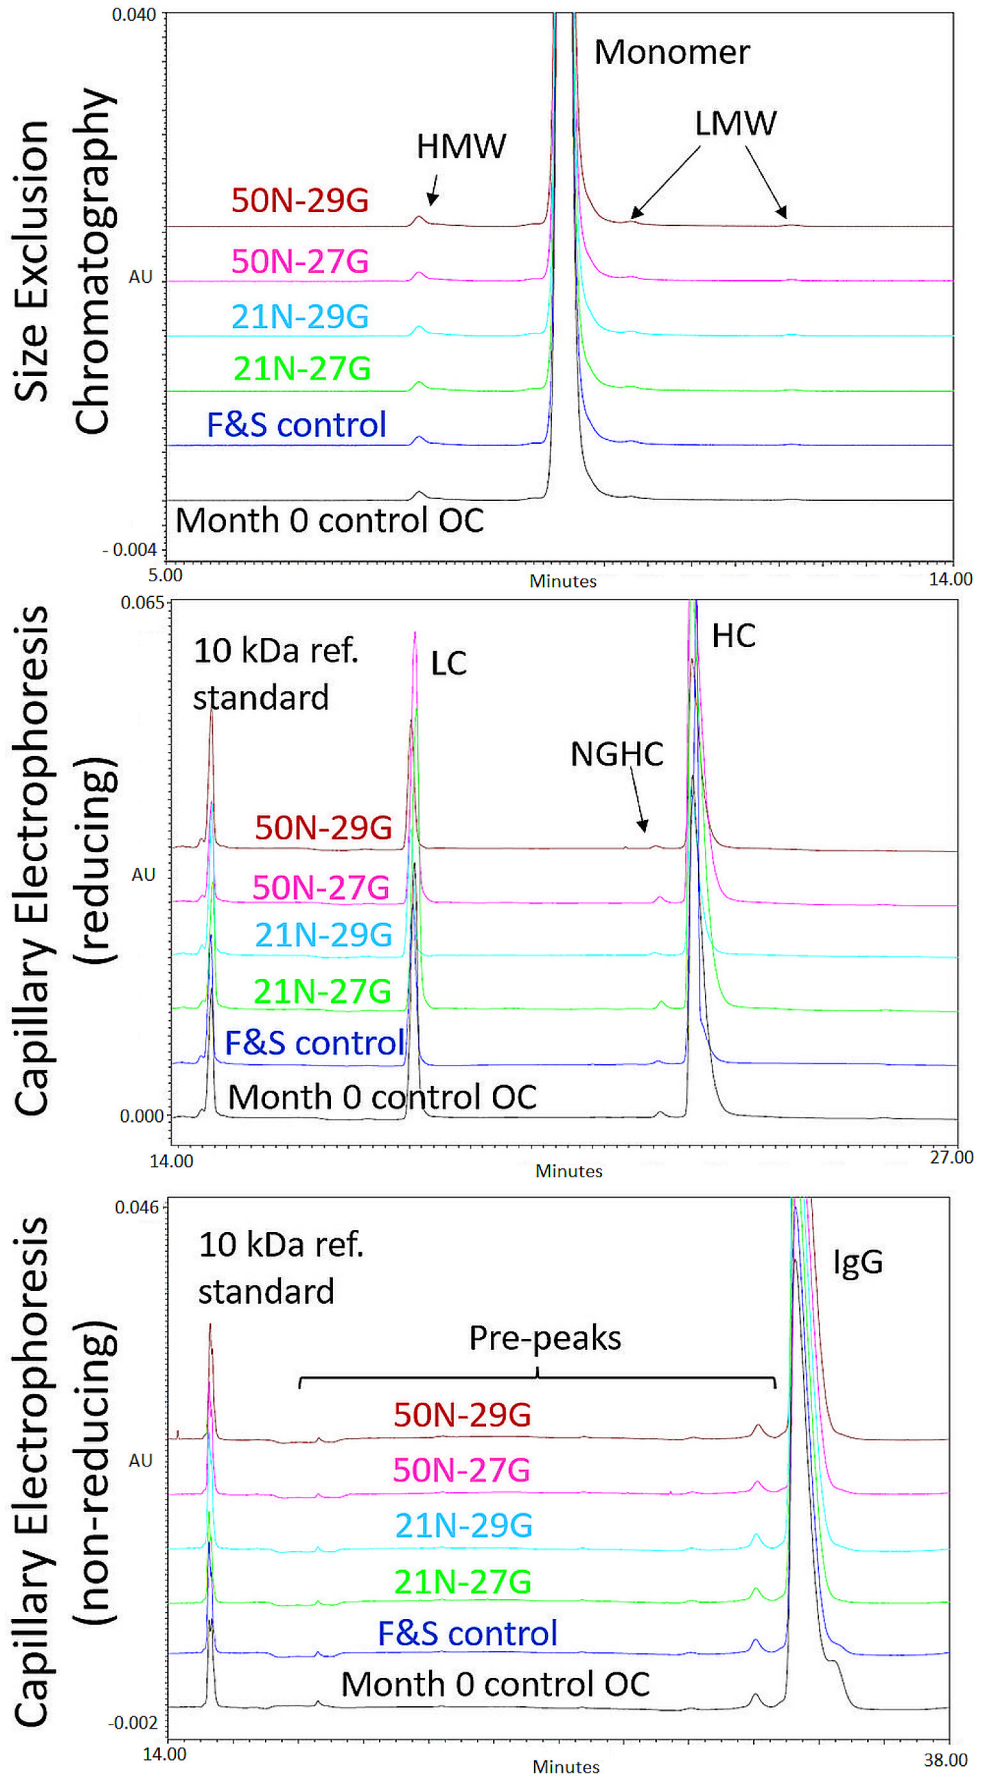 Size Exclusion
Chromatography
0.040
AU
- 0.004
Monomer
HMW
LMW
50N-29G
50N-27G
21N-29G
21N-27G
F&S control
Month 0 control OC
5.00
Minutes
14.00
Capillary Electrophoresis
(reducing)
0.065
AU
0.000
10 kDa ref.
standard
LC
HC
NGHC
50N-29G
50N-27G
21N-29G
21N-27G
F&S control
Month 0 control OC
14.00
Minutes
27.00
Capillary Electrophoresis
(non-reducing)
0.046
AU
-0.002
10 kDa ref.
standard
IgG
Pre-peaks
50N-29G
50N-27G
21N-29G
21N-27G
F&S control
Month 0 control OC
14.00
Minutes
38.00